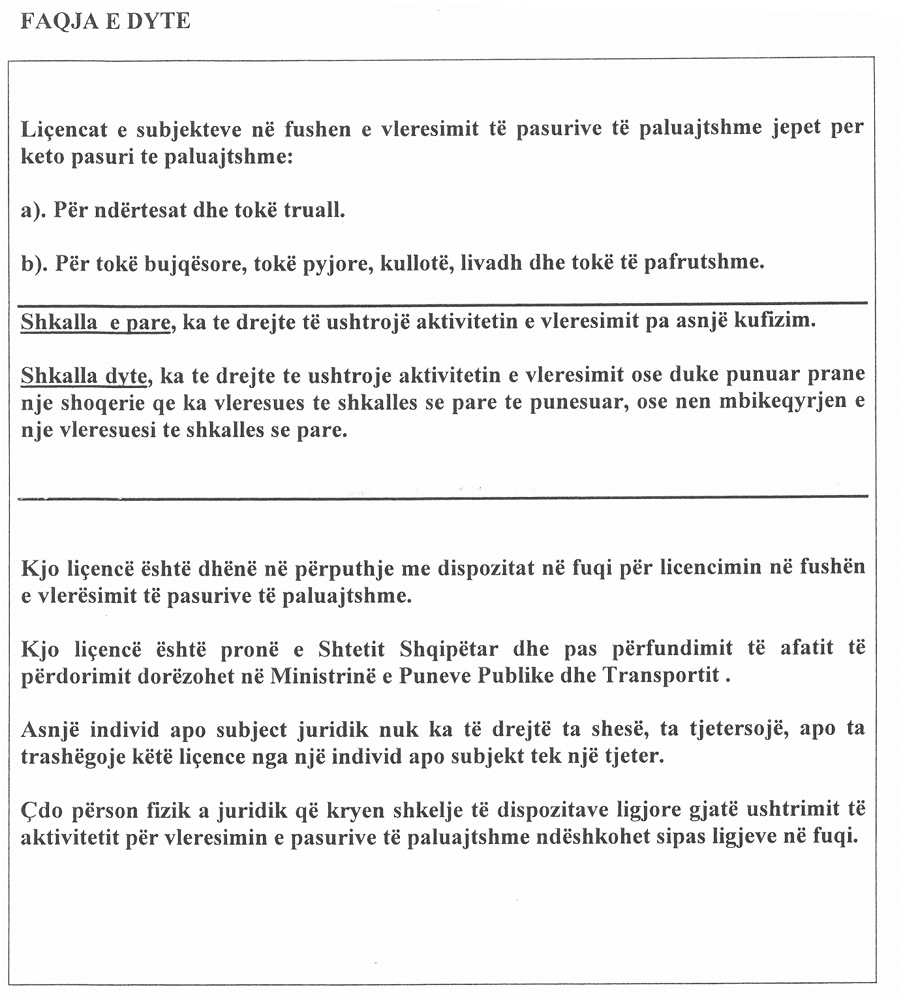 FAQJA E DYTE
Liçencat e subjekteve në fushen e vleresimit të pasurive të paluajtshme jepet per
keto pasuri te paluajtshme:
a). Për ndërtesat dhe tokë truall.
b). Për tokë bujqësore, tokë pyjore, kullotë, livadh dhe tokë të pafrutshme.
Shkalla e pare, ka te drejte të ushtrojë aktivitetin e vleresimit pa asnjë kufizim.
Shkalla dyte, ka te drejte te ushtroje aktivitetin e vleresimit ose duke punuar prane
nje shoqerie qe ka vleresues te shkalles se pare te punesuar, ose nen mbikeqyrjen e
nje vleresuesi te shkalles se pare.
Kjo liçencë është dhënë në përputhje me dispozitat në fuqi për licencimin në fushën
e vlerësimit të pasurive të paluajtshme.
Kjo liçencë është pronë e Shtetit Shqipëtar dhe pas përfundimit të afatit të
përdorimit dorëzohet në Ministrinë e Puneve Publike dhe Transportit .
Asnjë individ apo subject juridik nuk ka të drejtë ta shesë, ta tjetersojë, apo ta
trashëgoje këtë liçence nga një individ apo subjekt tek një tjeter.
Çdo përson fizik a juridik që kryen shkelje të dispozitave ligjore gjatë ushtrimit të
aktivitetit për vleresimin e pasurive të paluajtshme ndëshkohet sipas ligjeve në fuqi.